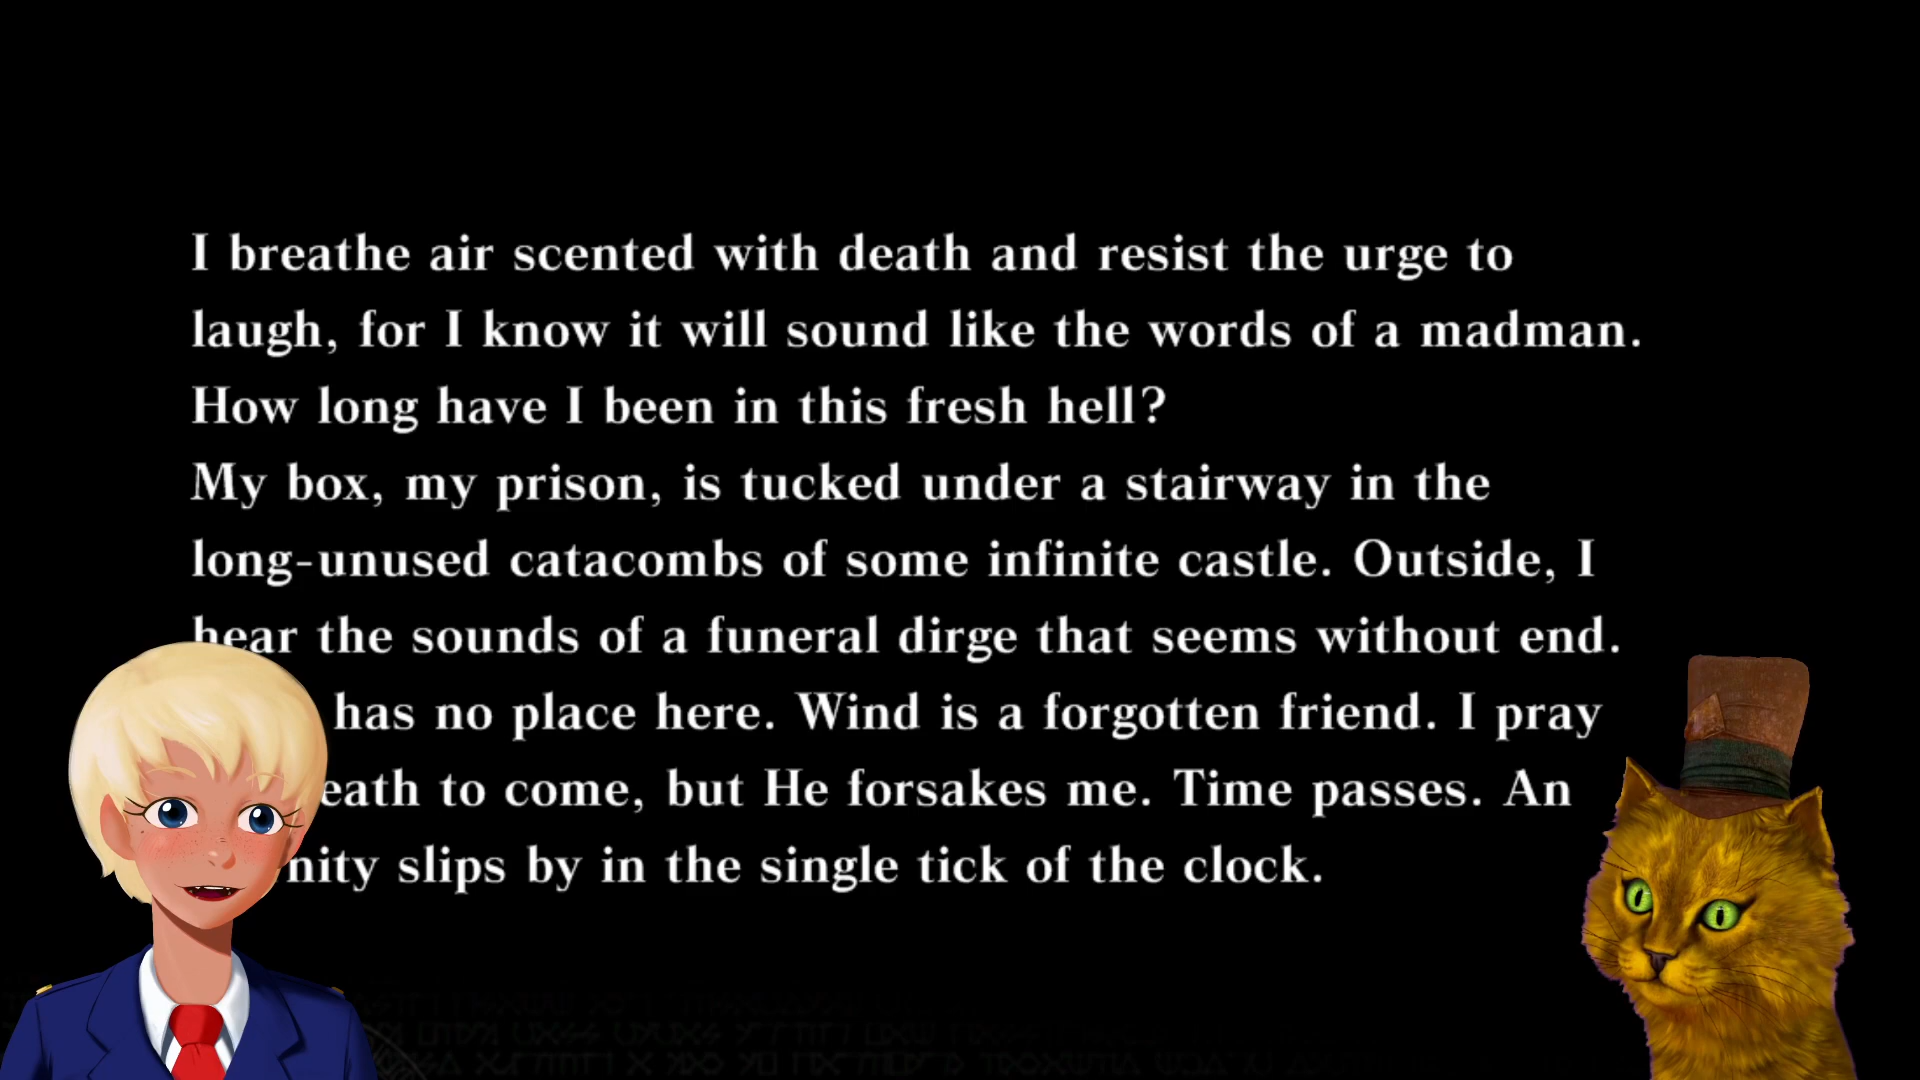 I breathe air scented with death and resist the urge to
laugh, for I know it will sound like the words of a madman.
How long have I been in this fresh hell?
My box, my prison, is tucked under a stairway in the
long-unused catacombs of some infinite castle. Outside, I
hear the sounds of a funeral dirge that seems without end.
has no place here. Wind is a forgotten friend. I pray
to come, but He forsakes me. Time passes. An
slips by in the single tick of the clock.